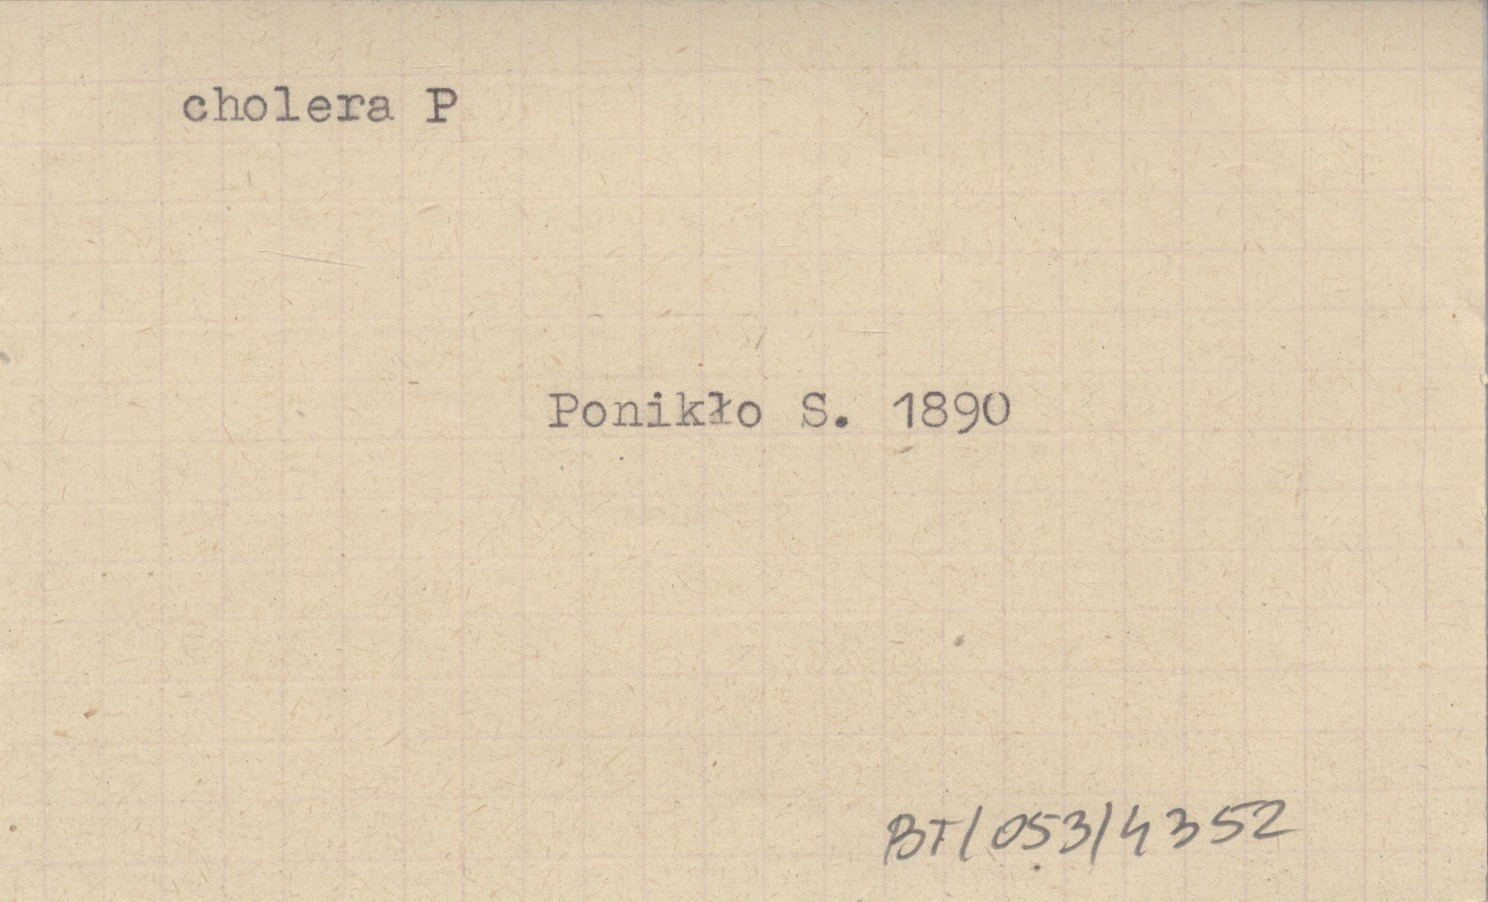 cholera P
Ponikło S. 1890
BT/053/4352